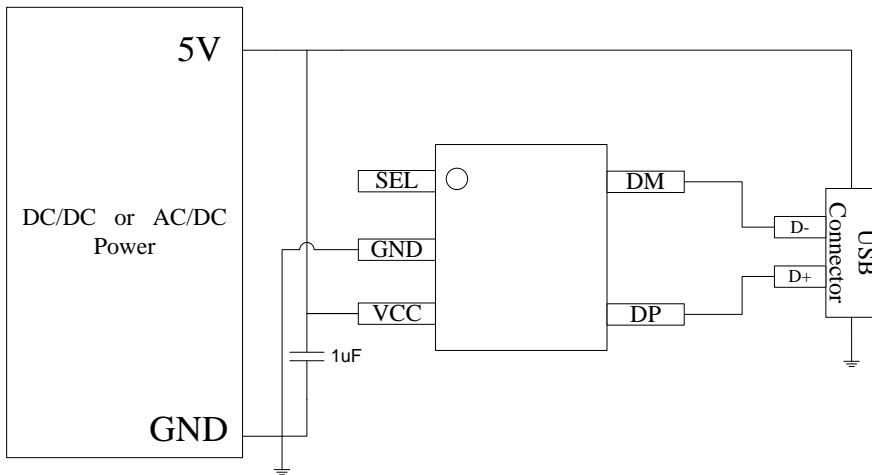 5V
DC/DC or AC/DC
Power
GND
SEL
GND
VCC
1uF
DM
DP
D-
D+
USB
Connector